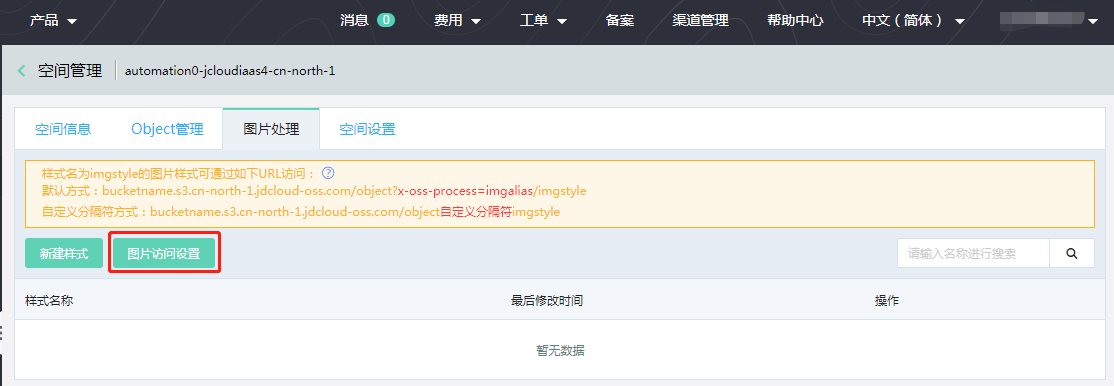 产品 消息 0 费用 工单 备案 渠道管理 帮助中心 中文（简体）
空间管理 automation0-jcloudiaas4-cn-north-1
空间信息 Object管理 图片处理 空间设置
样式名为imgstyle的图片样式可通过如下URL访问： ?
默认方式：bucketname.s3.cn-north-1.jdcloud-oss.com/object?x-oss-process=imgalias/imgstyle
自定义分隔符方式：bucketname.s3.cn-north-1.jdcloud-oss.com/object自定义分隔符imgstyle
新建样式 图片访问设置 请输入名称进行搜索
样式名称 最后修改时间 操作
暂无数据